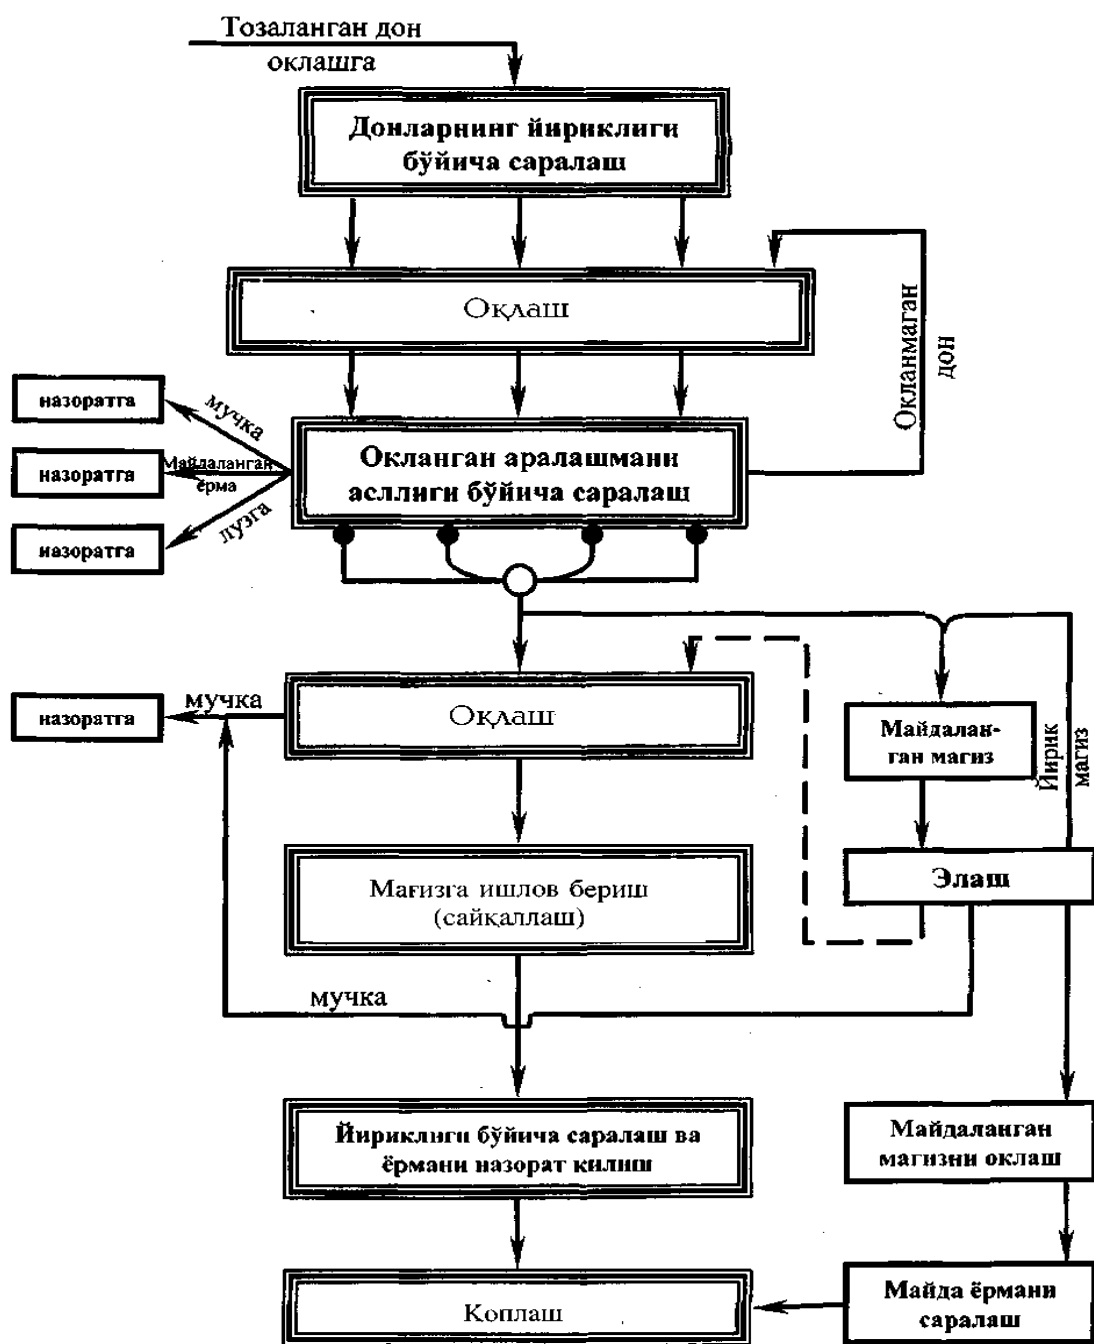 Тозаланган дон
оклашга
Донларнинг йириклиги
бўйича саралаш
Оқлаш
Окланмаган
дон
назоратга
мучка
назоратга
Майдаланган
ёрма
назоратга
лузга
Окланган аралашмани
асллиги бўйича саралаш
назоратга
мучка
Оқлаш
Майдалан-
ган магиз
Йирик
магиз
Элаш
Мағизга ишлов бериш
(сайқаллаш)
мучка
Йириклиги бўйича саралаш ва
ёрмани назорат килиш
Майдаланган
магизни оклаш
Коплаш
Майда ёрмани
саралаш